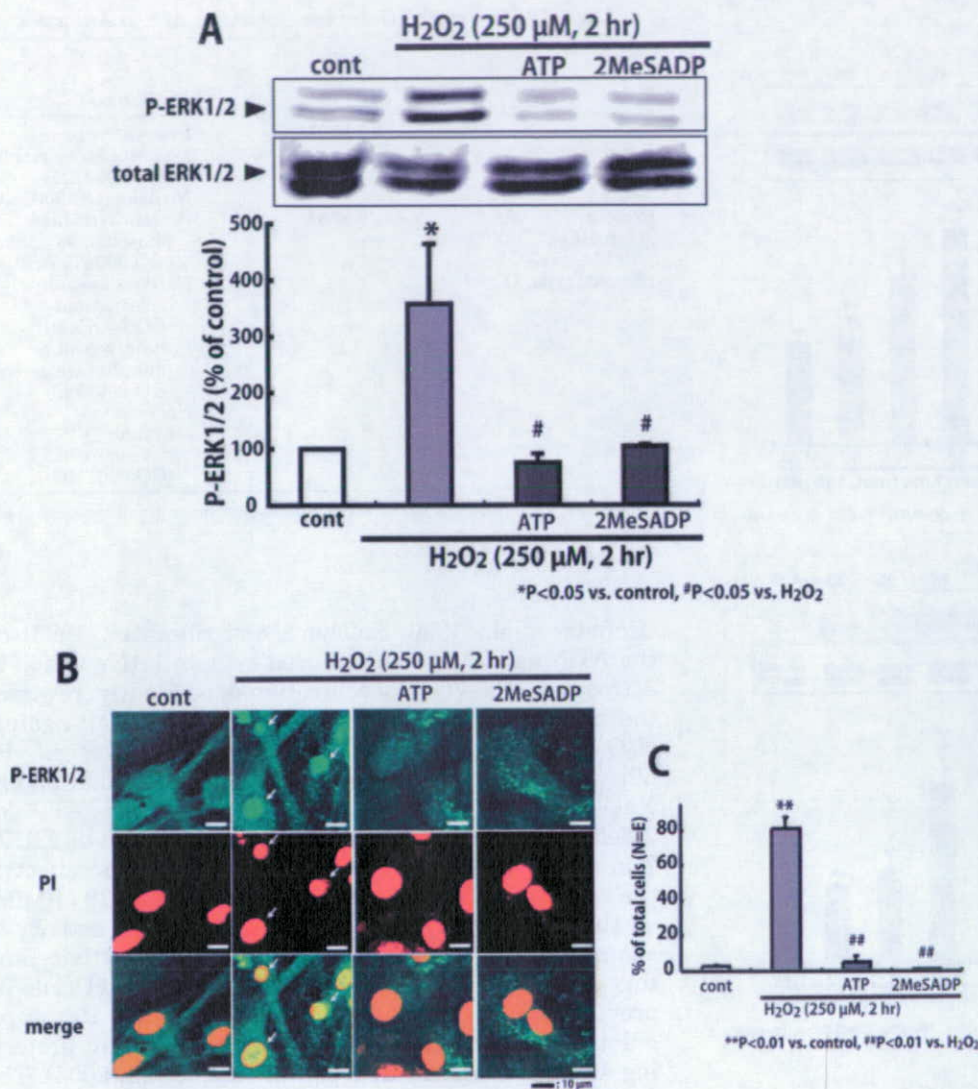 A
H2O2 (250 μM, 2 hr)
cont ATP 2MeSADP
P-ERK1/2
total ERK1/2
P-ERK1/2 (% of control)
500
400
300
200
100
0
*
#
#
cont ATP 2MeSADP
H2O2 (250 μM, 2 hr)
*P<0.05 vs. control, #P<0.05 vs. H2O2
B
H2O2 (250 μM, 2 hr)
cont ATP 2MeSADP
P-ERK1/2
PI
merge
: 10 μm
C
% of total cells (N=E)
80
60
40
20
0
**
##
##
cont ATP 2MeSADP
H2O2 (250 μM, 2 hr)
**P<0.01 vs. control, ##P<0.01 vs. H2O2